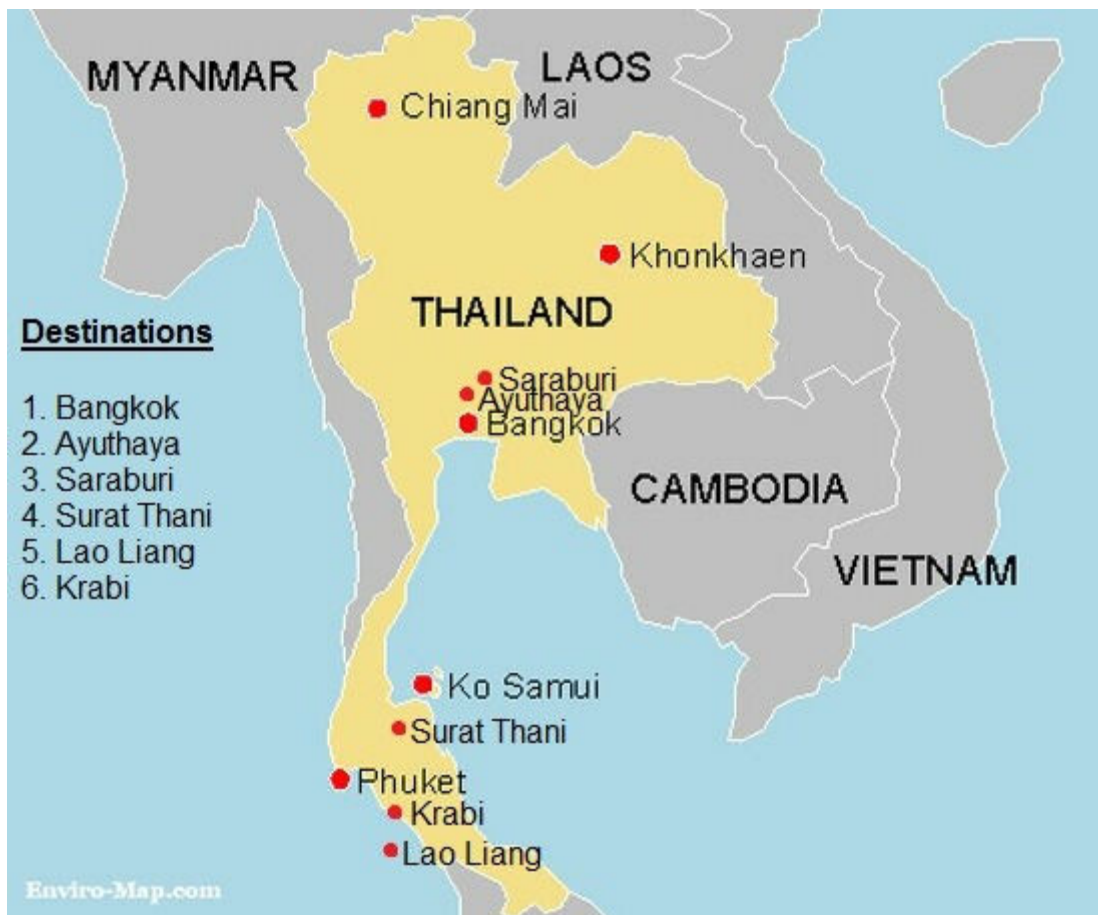 MYANMAR
LAOS
Chiang Mai
Khonkhaen
THAILAND
Destinations
1. Bangkok
2. Ayuthaya
3. Saraburi
4. Surat Thani
5. Lao Liang
6. Krabi
Saraburi
Ayuthaya
Bangkok
CAMBODIA
VIETNAM
Ko Samui
Surat Thani
Phuket
Krabi
Lao Liang
Enviro-Map.com